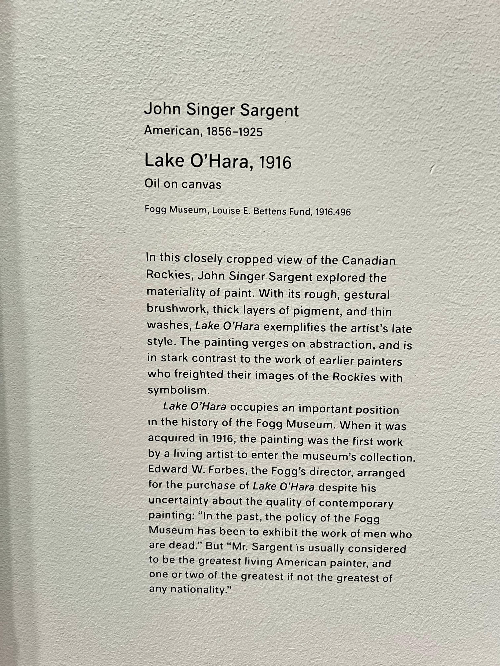 John Singer Sargent
American, 1856–1925
Lake O'Hara, 1916
Oil on canvas
Fogg Museum, Louise E. Bettens Fund, 1916.496
In this closely cropped view of the Canadian
Rockies, John Singer Sargent explored the
materiality of paint. With its rough, gestural
brushwork, thick layers of pigment, and thin
washes, Lake O'Hara exemplifies the artist's late
style. The painting verges on abstraction, and is
in stark contrast to the work of earlier painters
who freighted their images of the Rockies with
symbolism.
Lake O'Hara occupies an important position
in the history of the Fogg Museum. When it was
acquired in 1916, the painting was the first work
by a living artist to enter the museum's collection.
Edward W. Forbes, the Fogg's director, arranged
for the purchase of Lake O'Hara despite his
uncertainty about the quality of contemporary
painting: "In the past, the policy of the Fogg
Museum has been to exhibit the work of men who
are dead." But "Mr. Sargent is usually considered
to be the greatest living American painter, and
one or two of the greatest if not the greatest of
any nationality."